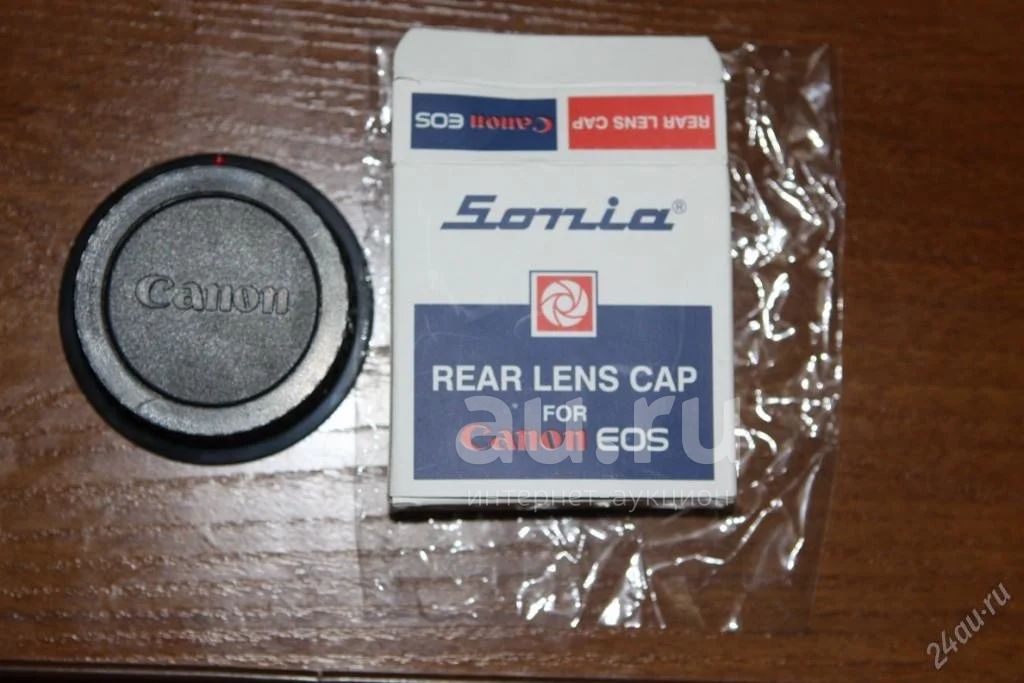 Canon EOS REAR LENS CAP
Sonia®
Canon
REAR LENS CAP
FOR
Canon EOS
au.ru
интернет-аукцион
24au.ru